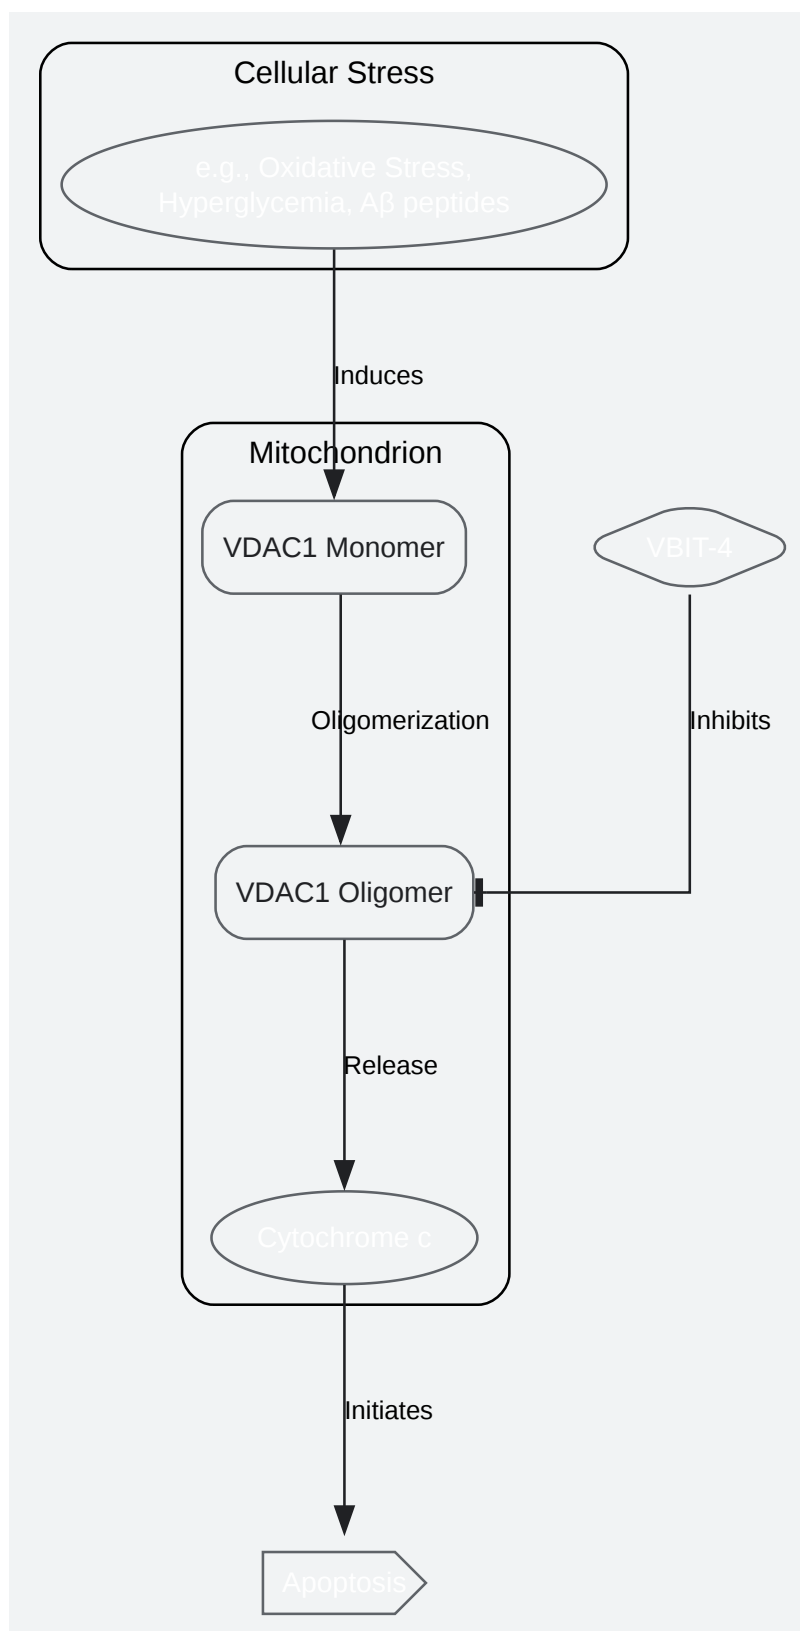 Cellular Stress
e.g., Oxidative Stress,
Hyperglycemia, Aβ peptides
Induces
Mitochondrion
VDAC1 Monomer
VBIT-4
Oligomerization
Inhibits
VDAC1 Oligomer
Release
Cytochrome c
Initiates
Apoptosis